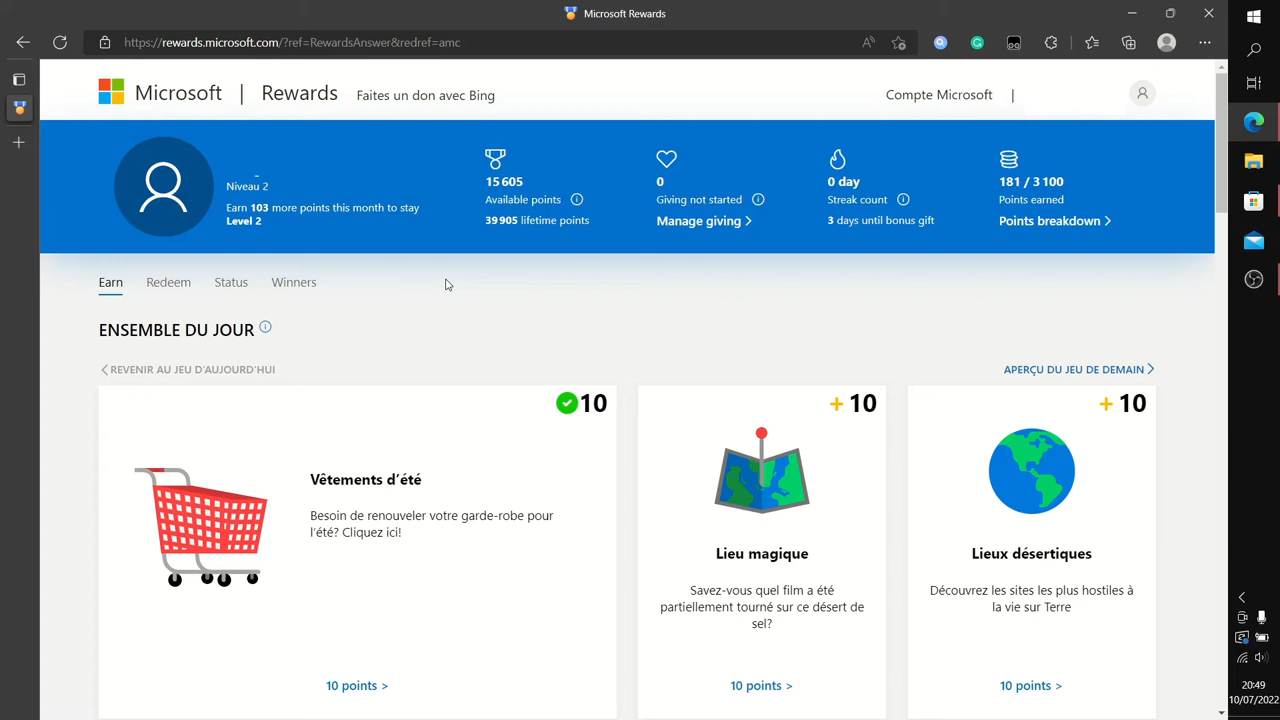 Microsoft Rewards
https://rewards.microsoft.com/?ref=RewardsAnswer&redref=amc
Microsoft | Rewards Faites un don avec Bing
Compte Microsoft |
Niveau 2
Earn 103 more points this month to stay
Level 2
15 605
Available points
39 905 lifetime points
0
Giving not started
Manage giving >
0 day
Streak count
3 days until bonus gift
181 / 3 100
Points earned
Points breakdown >
Earn Redeem Status Winners
ENSEMBLE DU JOUR
< REVENIR AU JEU D'AUJOURD'HUI
APERÇU DU JEU DE DEMAIN >
10
Vêtements d’été
Besoin de renouveler votre garde-robe pour
l’été? Cliquez ici!
10 points >
+ 10
Lieu magique
Savez-vous quel film a été
partiellement tourné sur ce désert de
sel?
10 points >
+ 10
Lieux désertiques
Découvrez les sites les plus hostiles à
la vie sur Terre
10 points >
20:49
10/07/2022